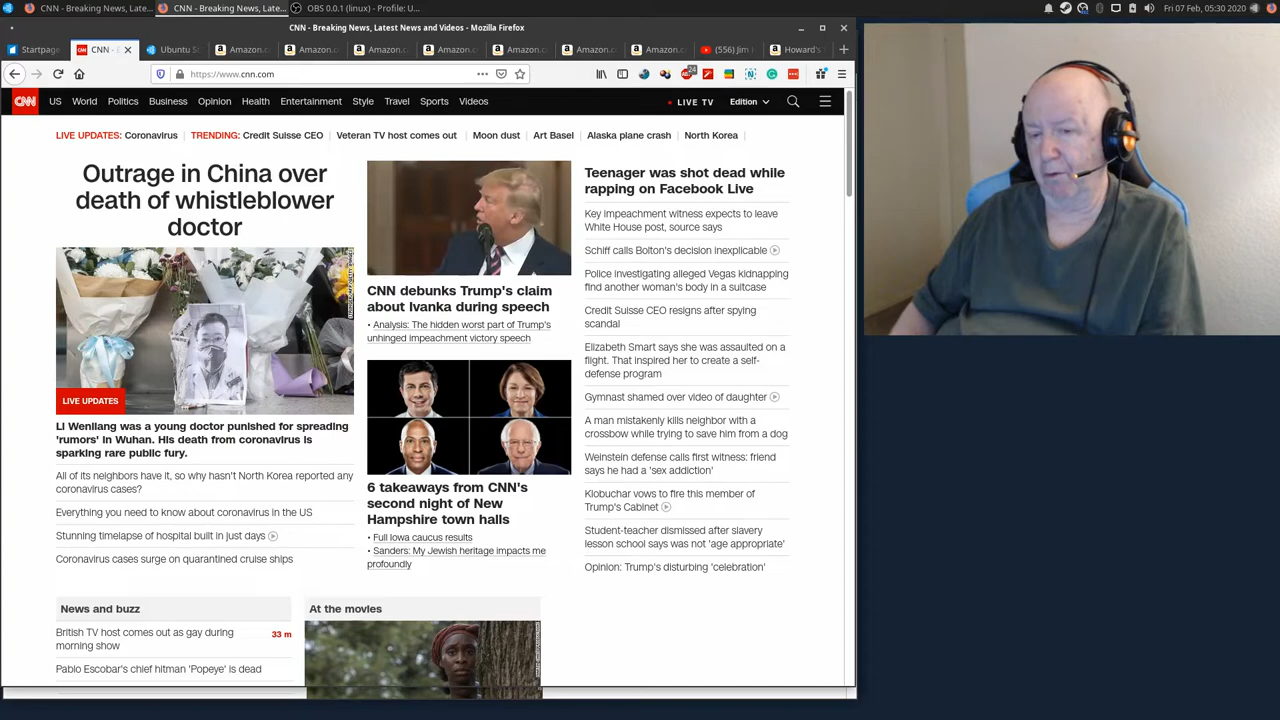 CNN - Breaking News, Late...
CNN - Breaking News, Late...
OBS 0.0.1 (linux) - Profile: U...
Fri 07 Feb, 05:30 2020
CNN - Breaking News, Latest News and Videos - Mozilla Firefox
Startpage
CNN - B
Ubuntu St
Amazon.c
Amazon.c
Amazon.c
Amazon.c
Amazon.c
Amazon.c
Amazon.c
(556) Jim
Howard's
https://www.cnn.com
24
CNN
US
World
Politics
Business
Opinion
Health
Entertainment
Style
Travel
Sports
Videos
LIVE TV
Edition
LIVE UPDATES: Coronavirus
TRENDING: Credit Suisse CEO
Veteran TV host comes out
Moon dust
Art Basel
Alaska plane crash
North Korea
Outrage in China over
death of whistleblower
doctor
LIVE UPDATES
Li Wenliang was a young doctor punished for spreading
'rumors' in Wuhan. His death from coronavirus is
sparking rare public fury.
All of its neighbors have it, so why hasn't North Korea reported any
coronavirus cases?
Everything you need to know about coronavirus in the US
Stunning timelapse of hospital built in just days
Coronavirus cases surge on quarantined cruise ships
CNN debunks Trump's claim
about Ivanka during speech
• Analysis: The hidden worst part of Trump's
unhinged impeachment victory speech
6 takeaways from CNN's
second night of New
Hampshire town halls
• Full Iowa caucus results
• Sanders: My Jewish heritage impacts me
profoundly
Teenager was shot dead while
rapping on Facebook Live
Key impeachment witness expects to leave
White House post, source says
Schiff calls Bolton's decision inexplicable
Police investigating alleged Vegas kidnapping
find another woman's body in a suitcase
Credit Suisse CEO resigns after spying
scandal
Elizabeth Smart says she was assaulted on a
flight. That inspired her to create a self-
defense program
Gymnast shamed over video of daughter
A man mistakenly kills neighbor with a
crossbow while trying to save him from a dog
Weinstein defense calls first witness: friend
says he had a 'sex addiction'
Klobuchar vows to fire this member of
Trump's Cabinet
Student-teacher dismissed after slavery
lesson school says was not 'age appropriate'
Opinion: Trump's disturbing 'celebration'
News and buzz
British TV host comes out as gay during
morning show
33 m
Pablo Escobar's chief hitman 'Popeye' is dead
At the movies